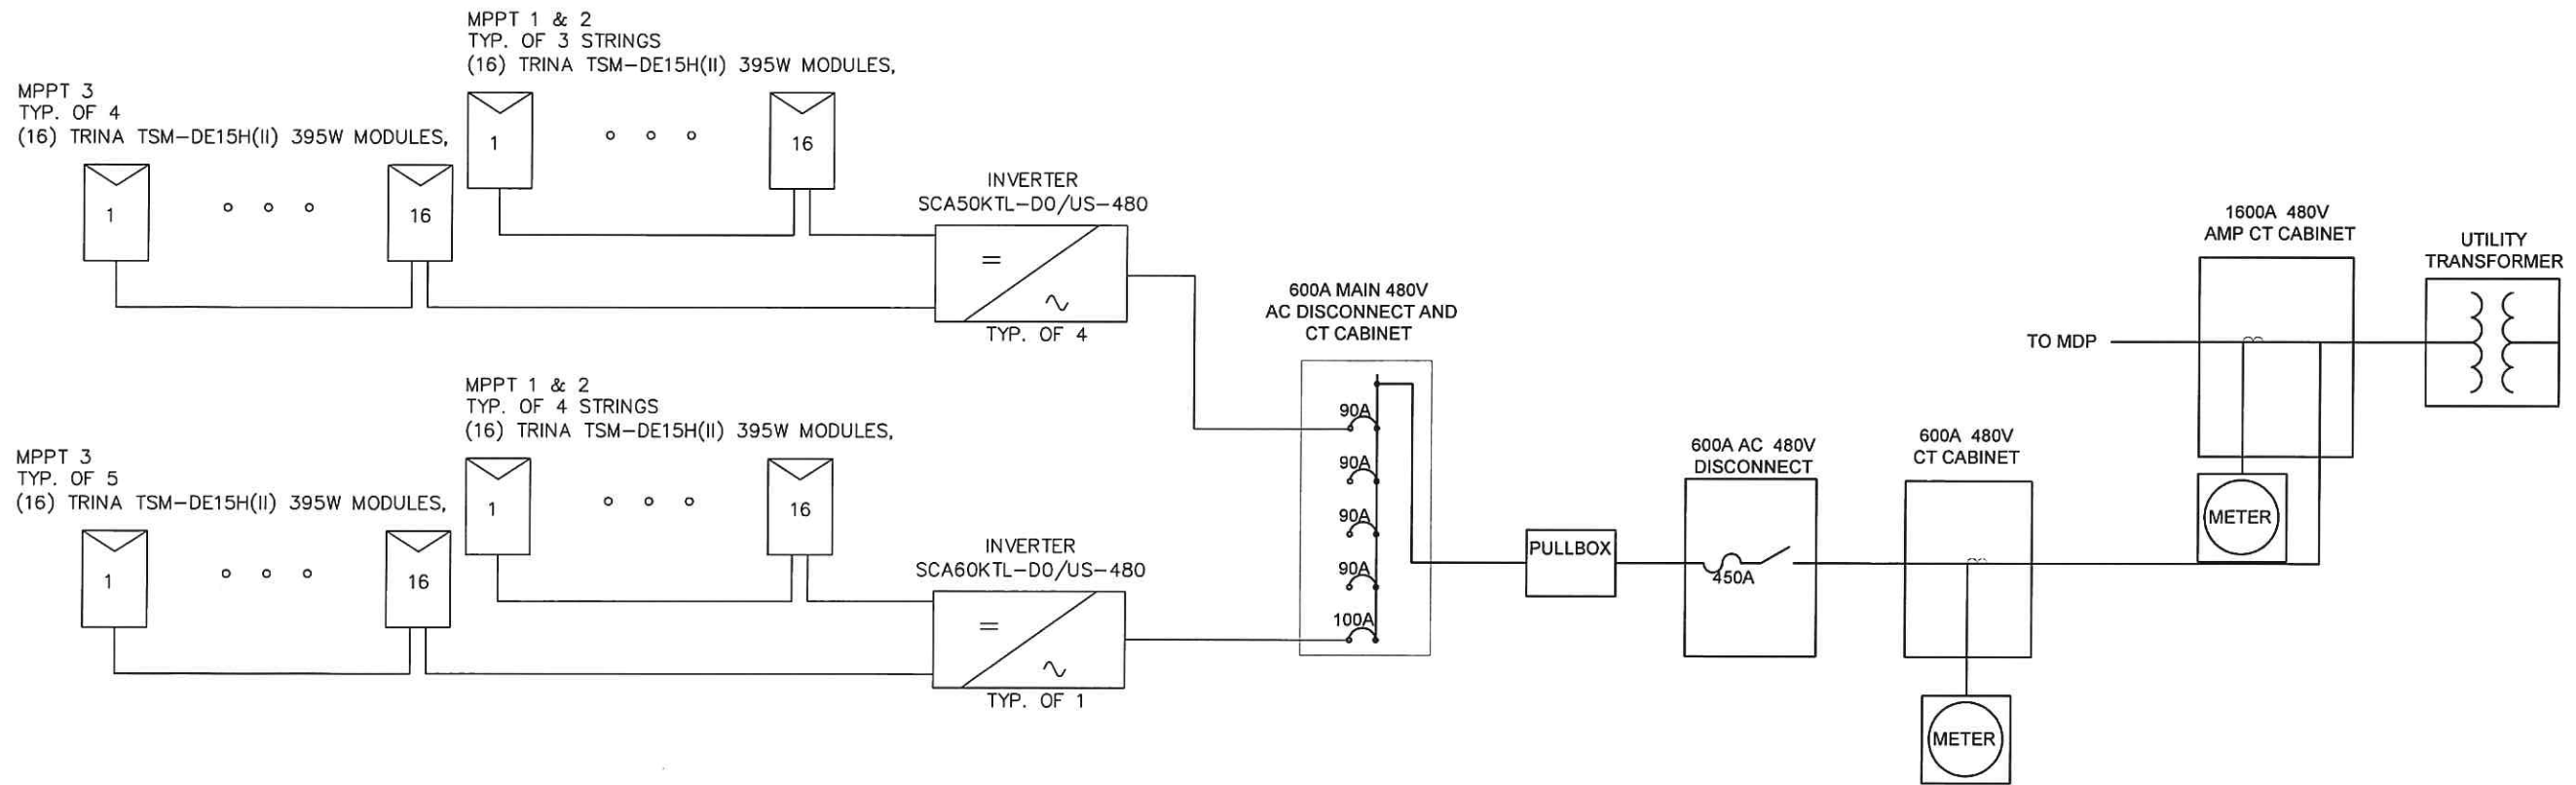 MPPT 1 & 2
TYP. OF 3 STRINGS
(16) TRINA TSM-DE15H(II) 395W MODULES,
MPPT 3
TYP. OF 4
(16) TRINA TSM-DE15H(II) 395W MODULES,
1
16
1
16
INVERTER
SCA50KTL-DO/US-480
=
TYP. OF 4
MPPT 1 & 2
TYP. OF 4 STRINGS
(16) TRINA TSM-DE15H(II) 395W MODULES,
MPPT 3
TYP. OF 5
(16) TRINA TSM-DE15H(II) 395W MODULES,
1
16
1
16
INVERTER
SCA60KTL-DO/US-480
=
TYP. OF 1
600A MAIN 480V
AC DISCONNECT AND
CT CABINET
90A
90A
90A
90A
100A
PULLBOX
600A AC 480V
DISCONNECT
450A
600A 480V
CT CABINET
METER
TO MDP
1600A 480V
AMP CT CABINET
METER
UTILITY
TRANSFORMER